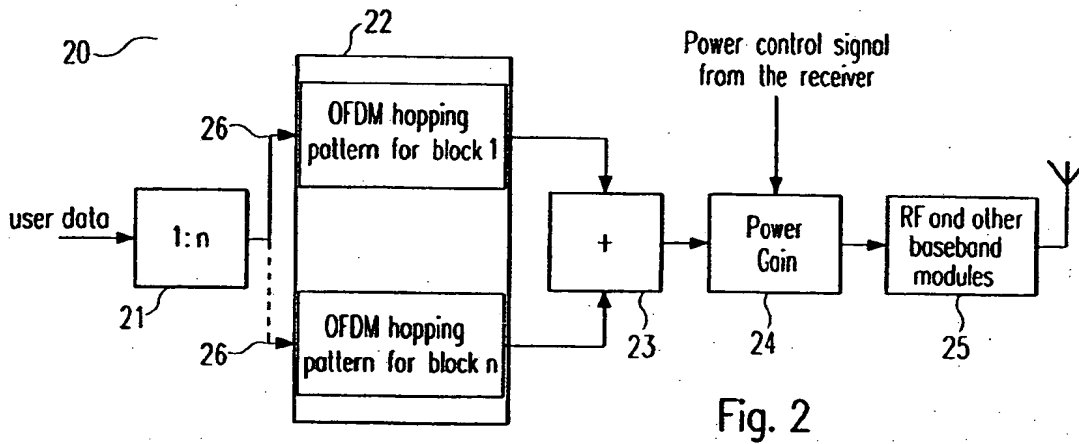 20
22
Power control signal
from the receiver
26
OFDM hopping
pattern for block 1
user data
1:n
+
Power
Gain
RF and other
baseband
modules
21
26
OFDM hopping
pattern for block n
23
24
25
Fig. 2